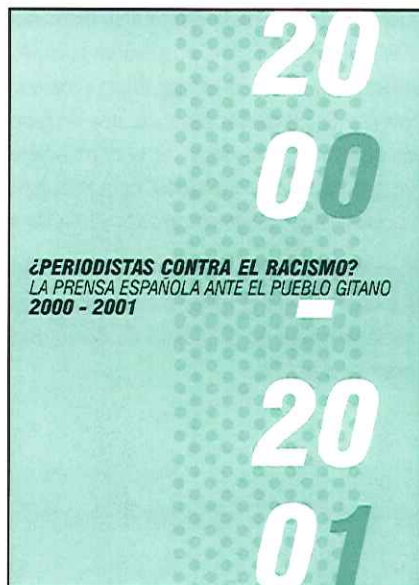 20
00
¿PERIODISTAS CONTRA EL RACISMO?
LA PRENSA ESPAÑOLA ANTE EL PUEBLO GITANO
2000 - 2001
-
20
01